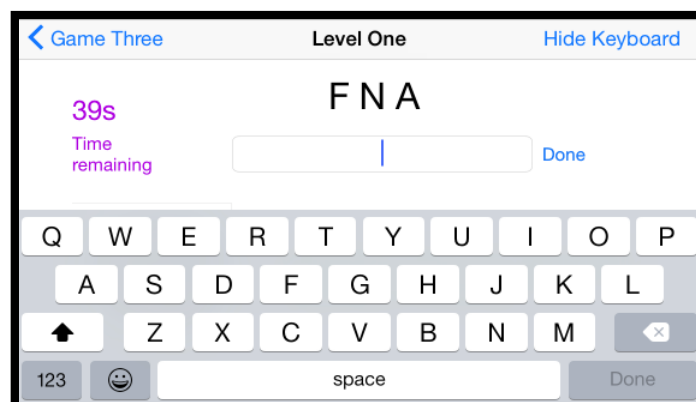 Game Three Level One Hide Keyboard
F N A
39s
Time
remaining
Done
Q W E R T Y U I O P
A S D F G H J K L
Z X C V B N M
123 space Done